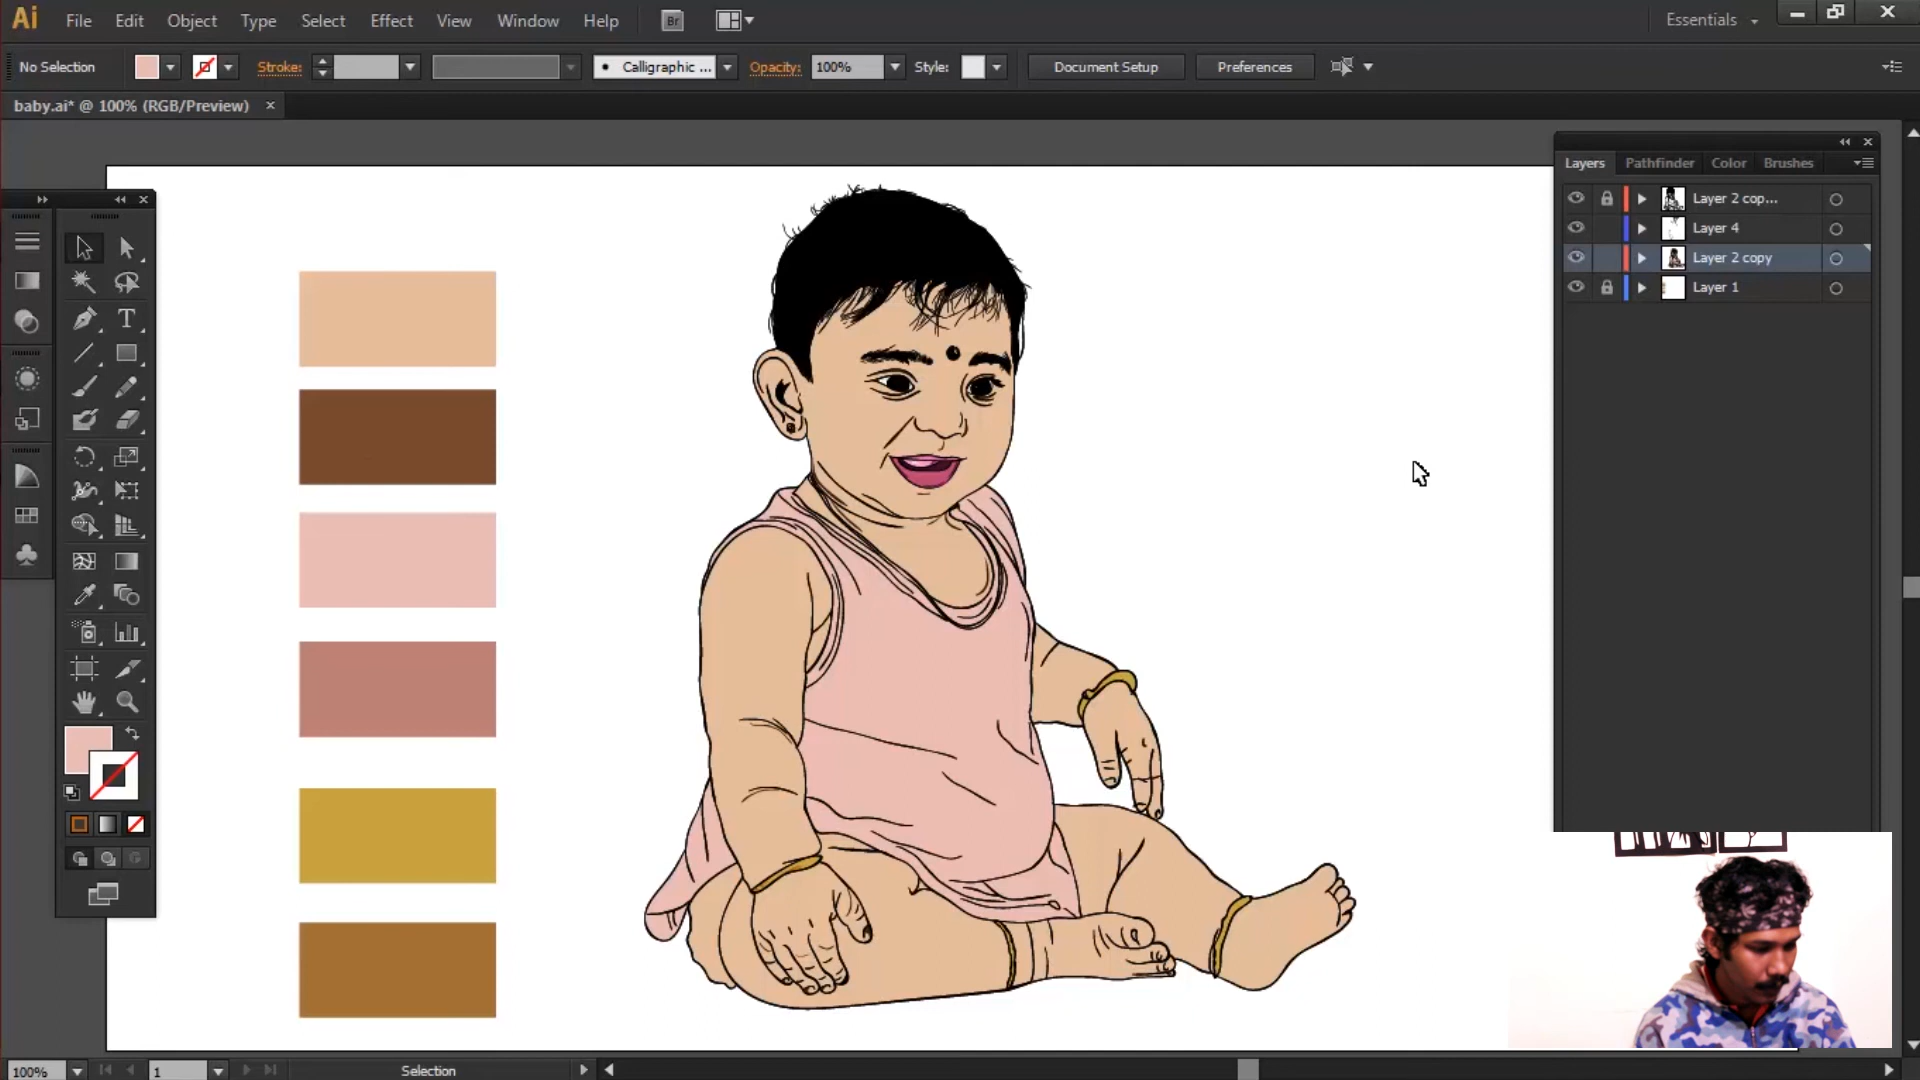 Ai File Edit Object Type Select Effect View Window Help Br Essentials
No Selection Stroke: Calligraphic ... Opacity: 100% Style: Document Setup Preferences
baby.ai* @ 100% (RGB/Preview)
Layers Pathfinder Color Brushes
Layer 2 cop...
Layer 4
Layer 2 copy
Layer 1
T
100% 1 Selection